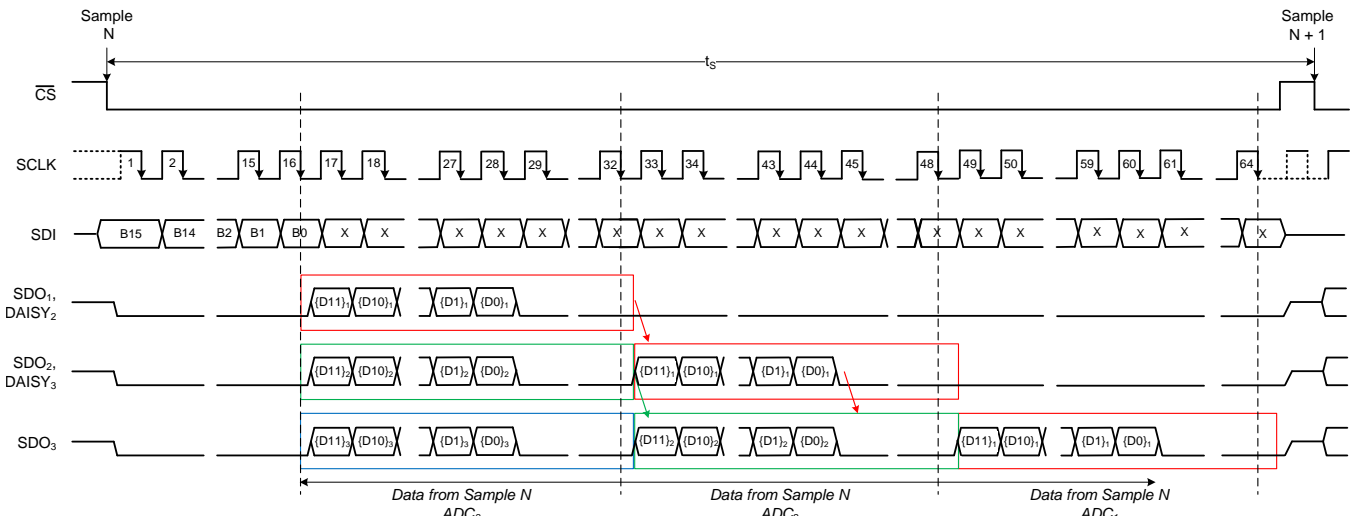 Sample
N
Sample
N + 1
tS
CS
SCLK
1 2 15 16 17 18 27 28 29 32 33 34 43 44 45 48 49 50 59 60 61 64
SDI
B15 B14 B2 B1 B0 X X X X X X X X X X X X X X X X X X X X
SDO1,
DAISY2
{D11}1 {D10}1 {D1}1 {D0}1
SDO2,
DAISY3
{D11}2 {D10}2 {D1}2 {D0}2 {D11}1 {D10}1 {D1}1 {D0}1
SDO3
{D11}3 {D10}3 {D1}3 {D0}3 {D11}2 {D10}2 {D1}2 {D0}2 {D11}1 {D10}1 {D1}1 {D0}1
Data from Sample N Data from Sample N Data from Sample N